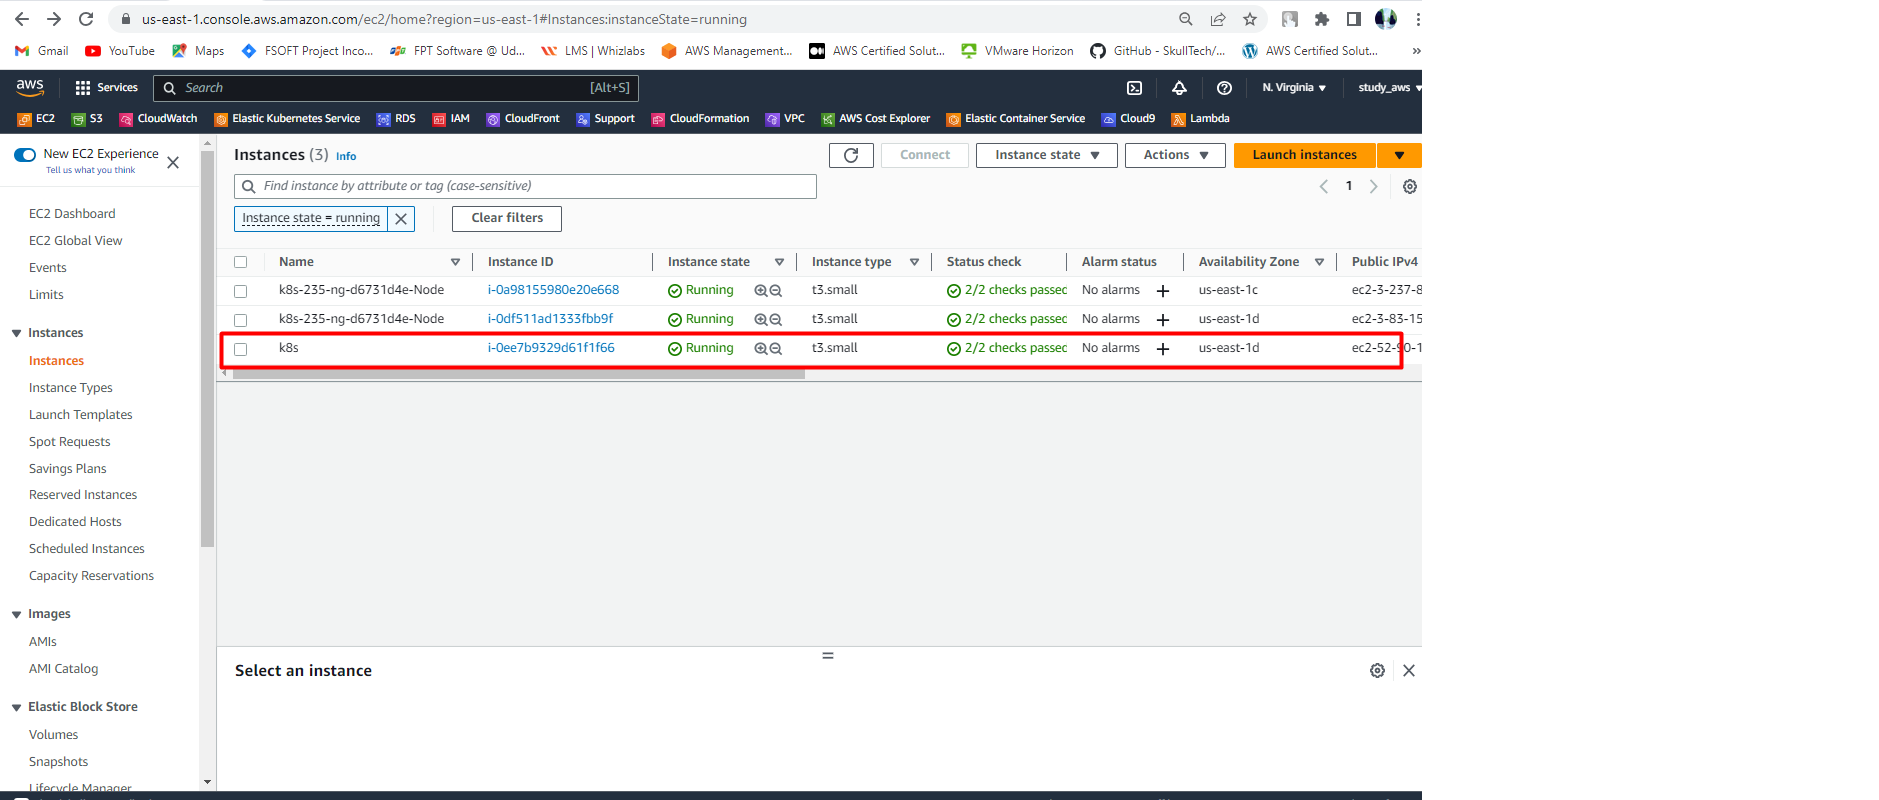 us-east-1.console.aws.amazon.com/ec2/home?region=us-east-1#Instances:instanceState=running
Gmail YouTube Maps FSOFT Project Inco... FPT Software @ Ud... LMS | Whizlabs AWS Management... AWS Certified Solut... VMware Horizon GitHub - SkullTech/... AWS Certified Solut... »
aws Services Search [Alt+S] N. Virginia ▼ study_aws ▼
EC2 S3 CloudWatch Elastic Kubernetes Service RDS IAM CloudFront Support CloudFormation VPC AWS Cost Explorer Elastic Container Service Cloud9 Lambda
New EC2 Experience
Tell us what you think
EC2 Dashboard
EC2 Global View
Events
Limits
Instances
Instances
Instance Types
Launch Templates
Spot Requests
Savings Plans
Reserved Instances
Dedicated Hosts
Scheduled Instances
Capacity Reservations
Images
AMIs
AMI Catalog
Elastic Block Store
Volumes
Snapshots
Lifecycle Manager
Instances (3) Info
Connect Instance state ▼ Actions ▼ Launch instances ▼
Find instance by attribute or tag (case-sensitive)
1
Instance state = running Clear filters
Name Instance ID Instance state Instance type Status check Alarm status Availability Zone Public IPv4
k8s-235-ng-d6731d4e-Node i-0a98155980e20e668 Running t3.small 2/2 checks passed No alarms + us-east-1c ec2-3-237-8
k8s-235-ng-d6731d4e-Node i-0df511ad1333fbb9f Running t3.small 2/2 checks passed No alarms + us-east-1d ec2-3-83-15
k8s i-0ee7b9329d61f1f66 Running t3.small 2/2 checks passed No alarms + us-east-1d ec2-52-90-1
Select an instance